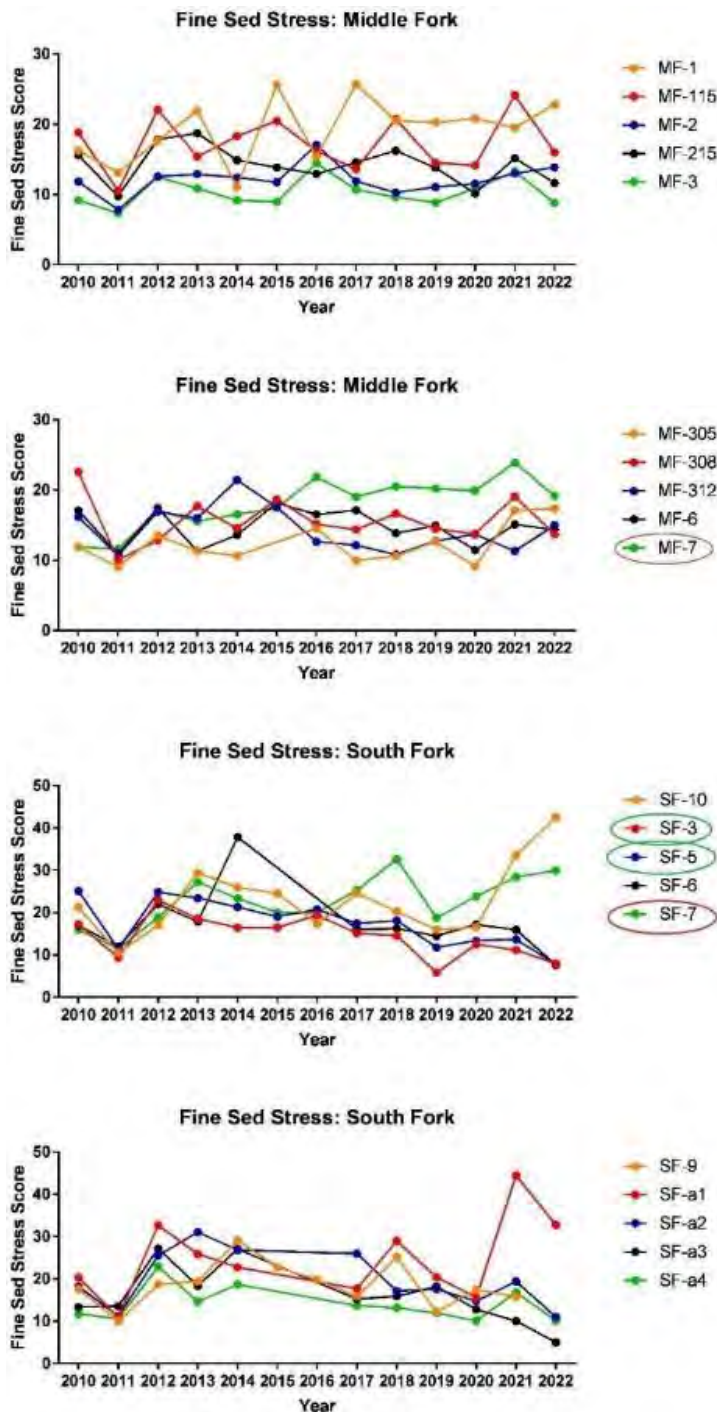 Fine Sed Stress: Middle Fork
Fine Sed Stress Score
30
20
10
0
2010 2011 2012 2013 2014 2015 2016 2017 2018 2019 2020 2021 2022
Year
MF-1
MF-115
MF-2
MF-215
MF-3
Fine Sed Stress: Middle Fork
Fine Sed Stress Score
30
20
10
0
2010 2011 2012 2013 2014 2015 2016 2017 2018 2019 2020 2021 2022
Year
MF-305
MF-308
MF-312
MF-6
MF-7
Fine Sed Stress: South Fork
Fine Sed Stress Score
50
40
30
20
10
0
2010 2011 2012 2013 2014 2015 2016 2017 2018 2019 2020 2021 2022
Year
SF-10
SF-3
SF-5
SF-6
SF-7
Fine Sed Stress: South Fork
Fine Sed Stress Score
50
40
30
20
10
0
2010 2011 2012 2013 2014 2015 2016 2017 2018 2019 2020 2021 2022
Year
SF-9
SF-a1
SF-a2
SF-a3
SF-a4